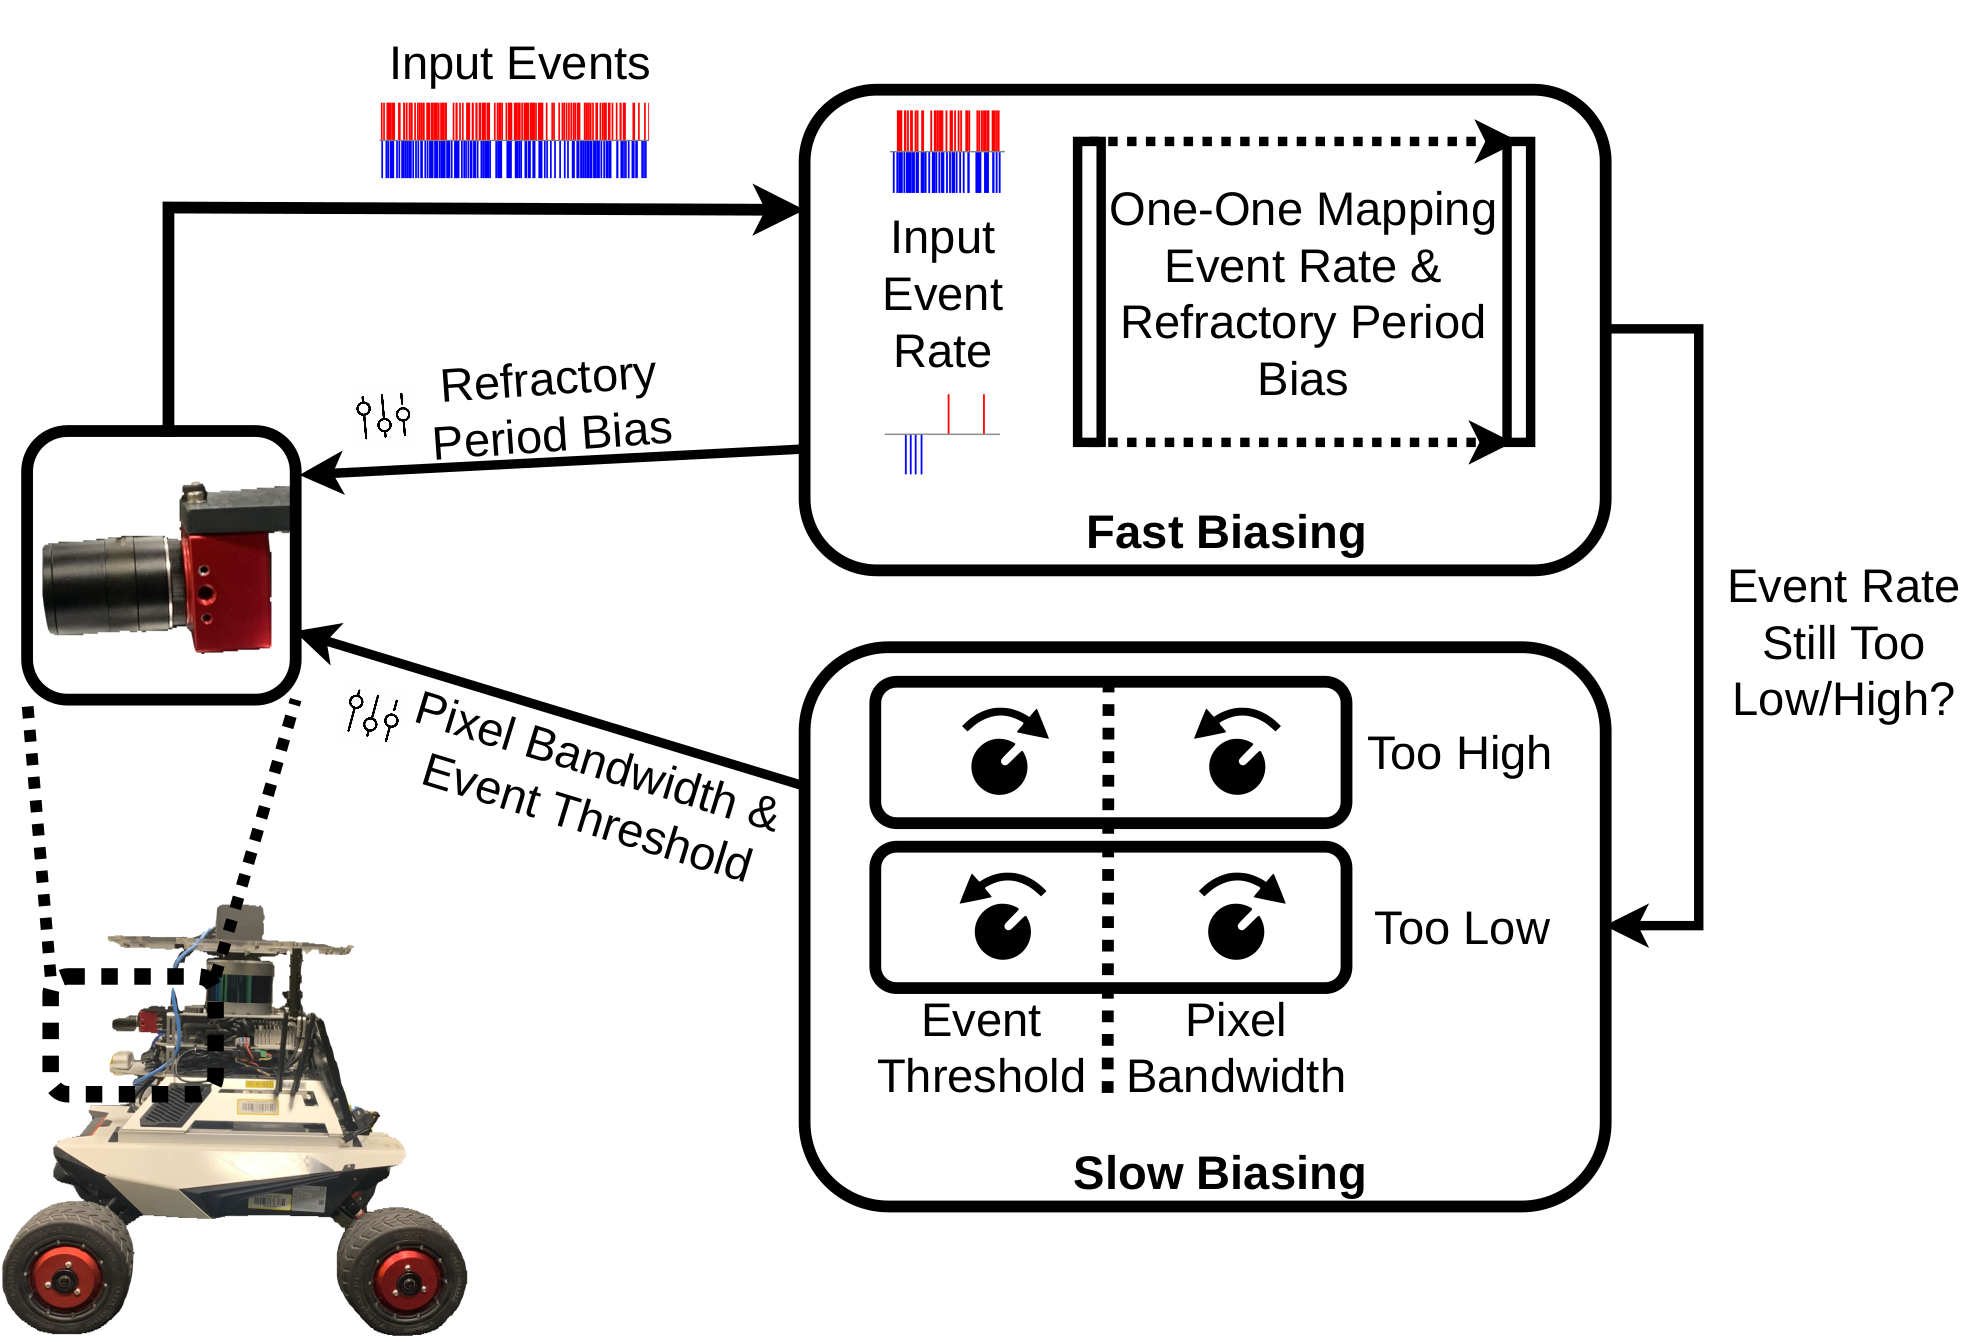 Input Events
Input
Event
Rate
One-One Mapping
Event Rate &
Refractory Period
Bias
Fast Biasing
Refractory
Period Bias
Event Rate
Still Too
Low/High?
Pixel Bandwidth &
Event Threshold
Too High
Too Low
Event
Threshold
Pixel
Bandwidth
Slow Biasing